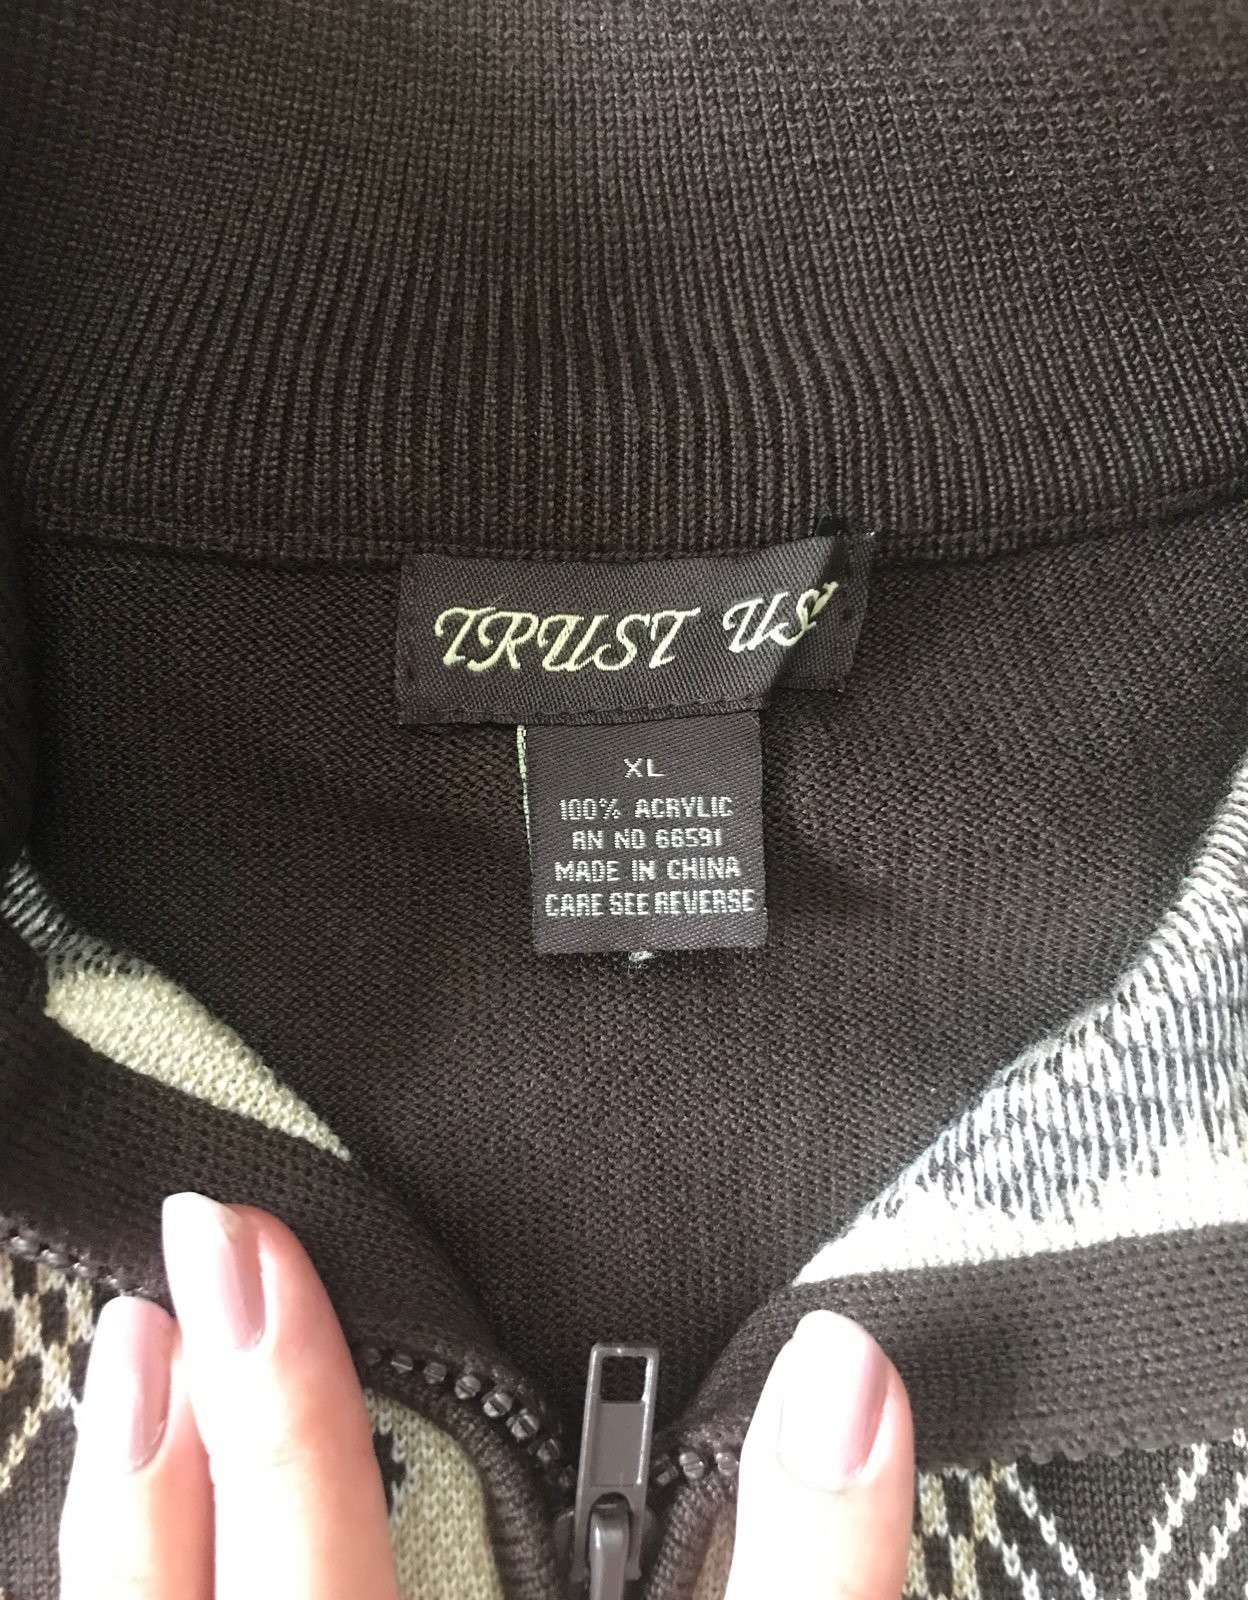 TRUST US
XL
100% ACRYLIC
RN NO 66591
MADE IN CHINA
CARE SEE REVERSE